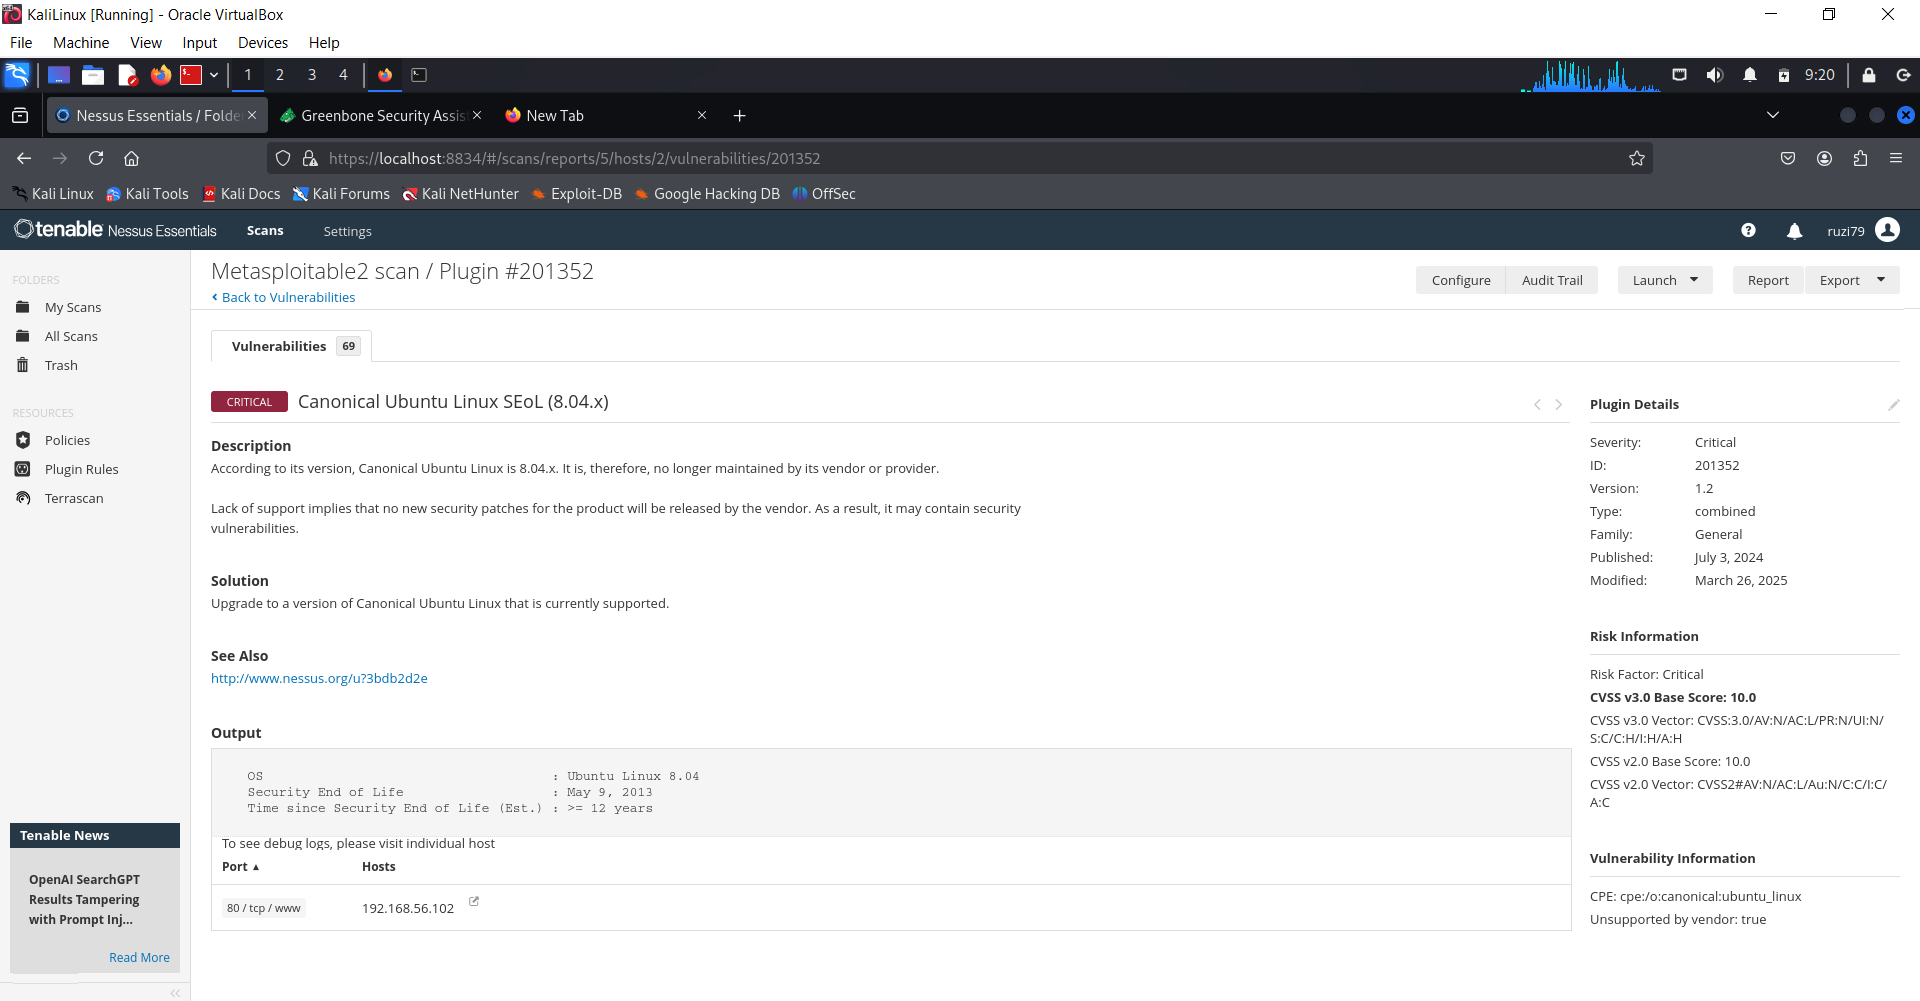 KaliLinux [Running] - Oracle VirtualBox
File Machine View Input Devices Help
1 2 3 4 9:20
Nessus Essentials / Folde Greenbone Security Assis New Tab
https://localhost:8834/#/scans/reports/5/hosts/2/vulnerabilities/201352
Kali Linux Kali Tools Kali Docs Kali Forums Kali NetHunter Exploit-DB Google Hacking DB OffSec
tenable Nessus Essentials Scans Settings ruzi79
FOLDERS
My Scans
All Scans
Trash
RESOURCES
Policies
Plugin Rules
Terrascan
Tenable News
OpenAI SearchGPT
Results Tampering
with Prompt Inj...
Read More
Metasploitable2 scan / Plugin #201352
Back to Vulnerabilities
Configure Audit Trail Launch Report Export
Vulnerabilities 69
CRITICAL Canonical Ubuntu Linux SEoL (8.04.x)
Description
According to its version, Canonical Ubuntu Linux is 8.04.x. It is, therefore, no longer maintained by its vendor or provider.
Lack of support implies that no new security patches for the product will be released by the vendor. As a result, it may contain security
vulnerabilities.
Solution
Upgrade to a version of Canonical Ubuntu Linux that is currently supported.
See Also
http://www.nessus.org/u?3bdb2d2e
Output
OS : Ubuntu Linux 8.04
Security End of Life : May 9, 2013
Time since Security End of Life (Est.) : >= 12 years
To see debug logs, please visit individual host
Port ▲ Hosts
80 / tcp / www 192.168.56.102
Plugin Details
Severity: Critical
ID: 201352
Version: 1.2
Type: combined
Family: General
Published: July 3, 2024
Modified: March 26, 2025
Risk Information
Risk Factor: Critical
CVSS v3.0 Base Score: 10.0
CVSS v3.0 Vector: CVSS:3.0/AV:N/AC:L/PR:N/UI:N/
S:C/C:H/I:H/A:H
CVSS v2.0 Base Score: 10.0
CVSS v2.0 Vector: CVSS2#AV:N/AC:L/Au:N/C:C/I:C/
A:C
Vulnerability Information
CPE: cpe:/o:canonical:ubuntu_linux
Unsupported by vendor: true